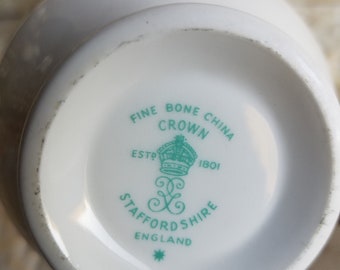 FINE BONE CHINA
CROWN
ESTD 1801
STAFFORDSHIRE
ENGLAND